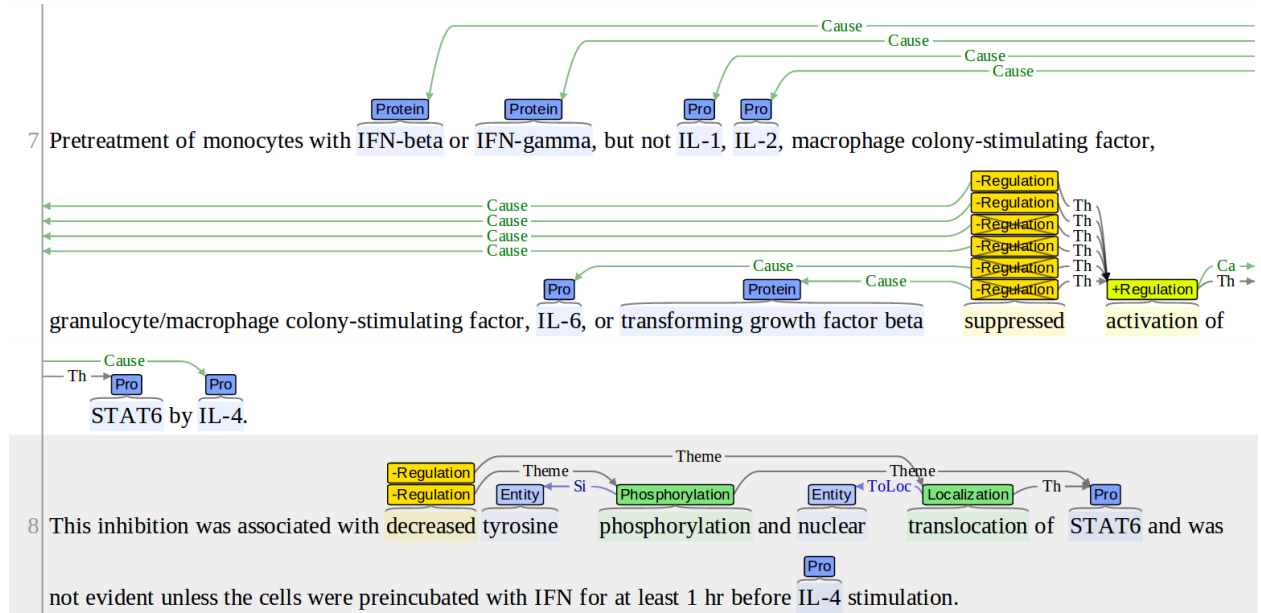 Cause
Cause
Cause
Cause
Protein Protein Pro Pro
7 Pretreatment of monocytes with IFN-beta or IFN-gamma, but not IL-1, IL-2, macrophage colony-stimulating factor,
-Regulation
Cause -Regulation Th
Cause -Regulation Th
Cause -Regulation Th
Cause Th
Cause -Regulation Th Ca
Pro Protein Cause -Regulation Th +Regulation Th
granulocyte/macrophage colony-stimulating factor, IL-6, or transforming growth factor beta suppressed activation of
Cause
Th Pro Pro
STAT6 by IL-4.
Theme
-Regulation Theme Theme
-Regulation Entity Si Phosphorylation Entity ToLoc Localization Th Pro
8 This inhibition was associated with decreased tyrosine phosphorylation and nuclear translocation of STAT6 and was
Pro
not evident unless the cells were preincubated with IFN for at least 1 hr before IL-4 stimulation.